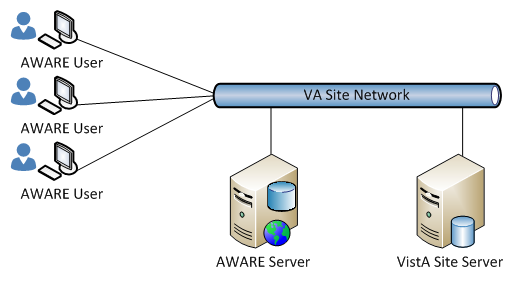 AWARE User
AWARE User
AWARE User
VA Site Network
AWARE Server
VistA Site Server